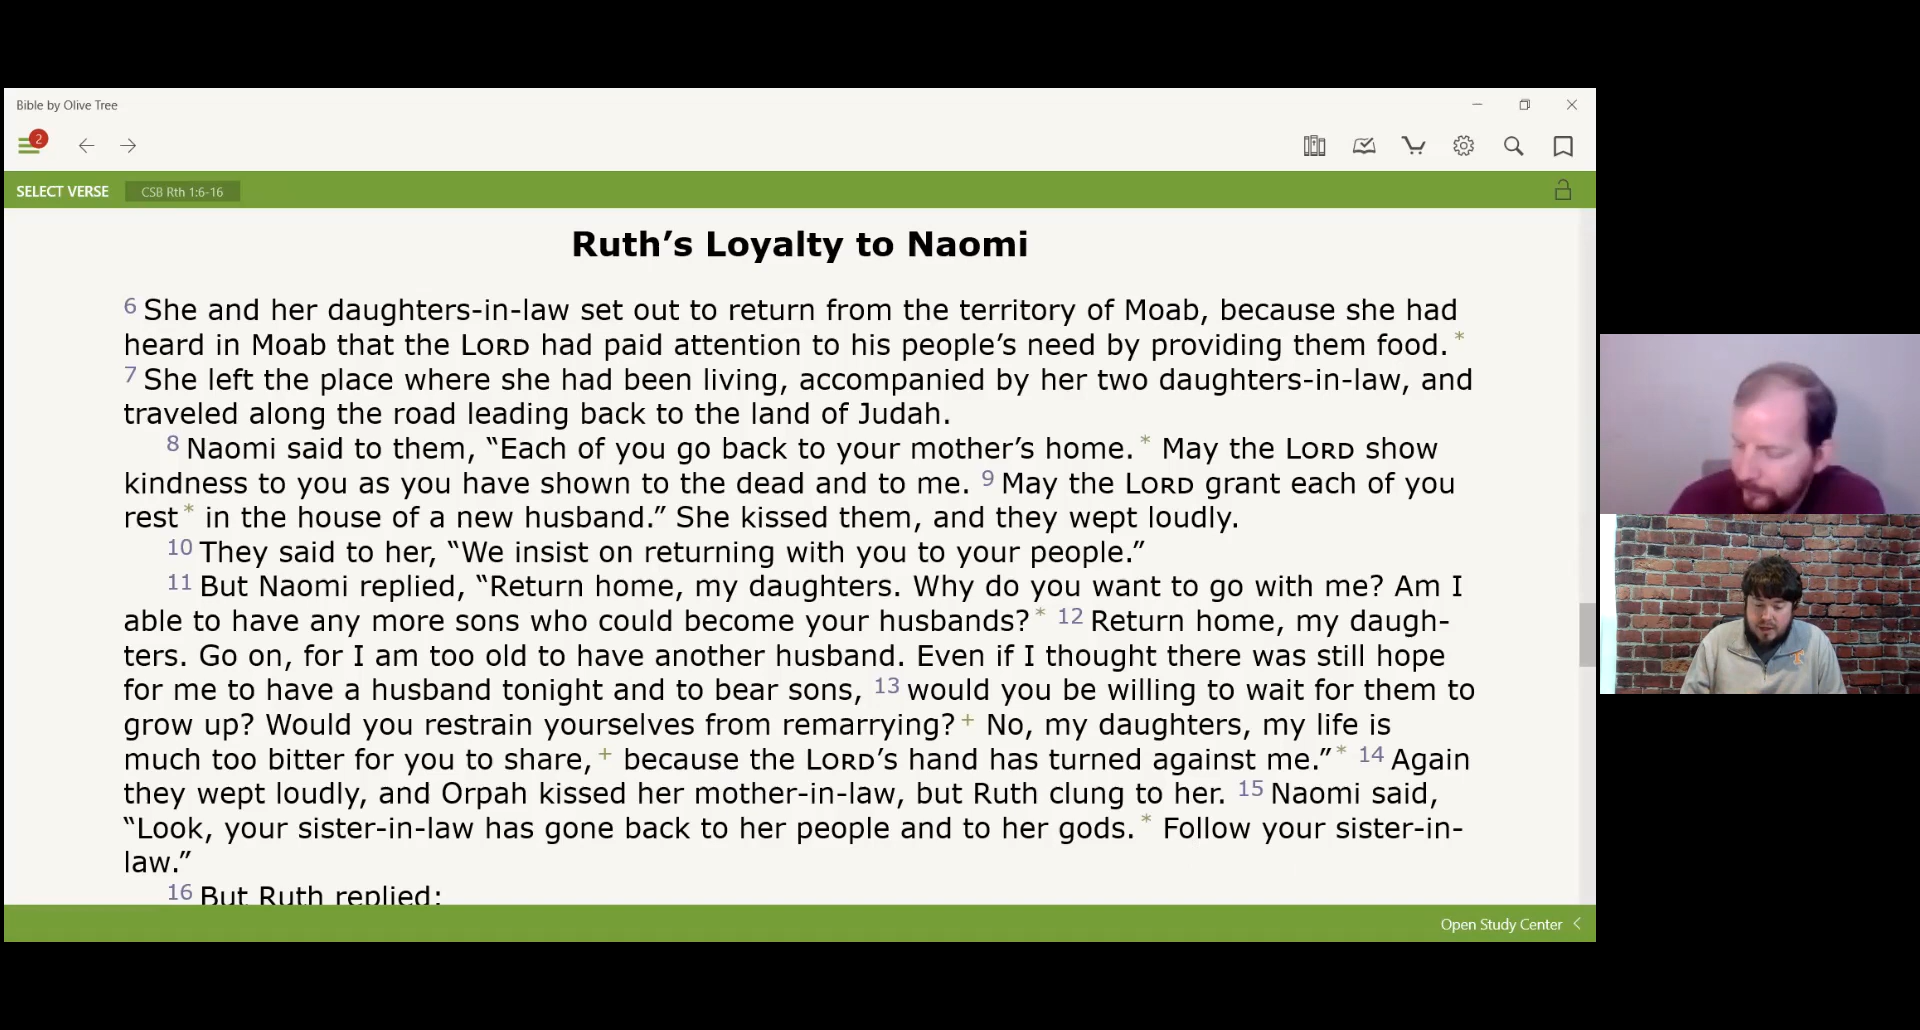 Bible by Olive Tree
2
SELECT VERSE CSB Rth 1:6-16
Ruth’s Loyalty to Naomi
6 She and her daughters-in-law set out to return from the territory of Moab, because she had
heard in Moab that the LORD had paid attention to his people’s need by providing them food. *
7 She left the place where she had been living, accompanied by her two daughters-in-law, and
traveled along the road leading back to the land of Judah.
8 Naomi said to them, “Each of you go back to your mother’s home. * May the LORD show
kindness to you as you have shown to the dead and to me. 9 May the LORD grant each of you
rest * in the house of a new husband.” She kissed them, and they wept loudly.
10 They said to her, “We insist on returning with you to your people.”
11 But Naomi replied, “Return home, my daughters. Why do you want to go with me? Am I
able to have any more sons who could become your husbands? * 12 Return home, my daugh-
ters. Go on, for I am too old to have another husband. Even if I thought there was still hope
for me to have a husband tonight and to bear sons, 13 would you be willing to wait for them to
grow up? Would you restrain yourselves from remarrying? + No, my daughters, my life is
much too bitter for you to share, + because the LORD’s hand has turned against me.” * 14 Again
they wept loudly, and Orpah kissed her mother-in-law, but Ruth clung to her. 15 Naomi said,
“Look, your sister-in-law has gone back to her people and to her gods. * Follow your sister-in-
law.”
16 But Ruth replied:
Open Study Center
T